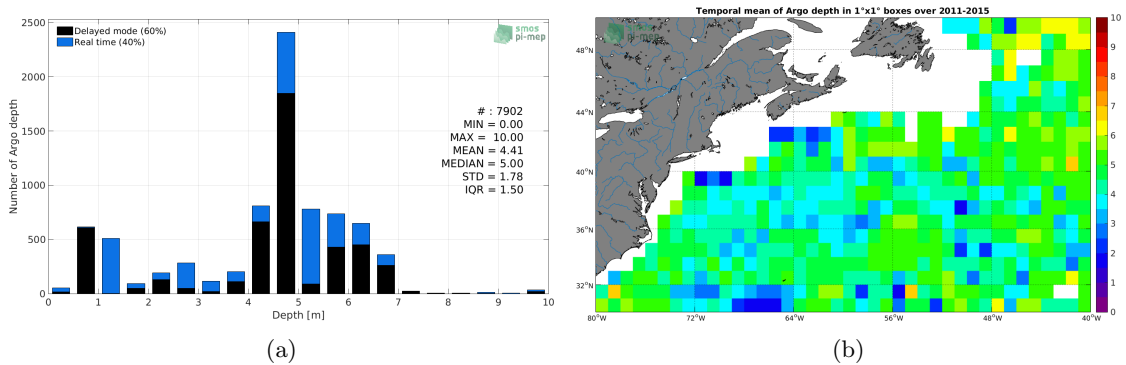 Delayed mode (60%)
Real time (40%)
smos
pi-mep
# : 7902
MIN = 0.00
MAX = 10.00
MEAN = 4.41
MEDIAN = 5.00
STD = 1.78
IQR = 1.50
Number of Argo depth
2500
2000
1500
1000
500
0
0 1 2 3 4 5 6 7 8 9 10
Depth [m]
(a)
Temporal mean of Argo depth in 1°x1° boxes over 2011-2015
smos
pi-mep
48°N
44°N
40°N
36°N
32°N
80°W 72°W 64°W 56°W 48°W 40°W
10
9
8
7
6
5
4
3
2
1
0
(b)